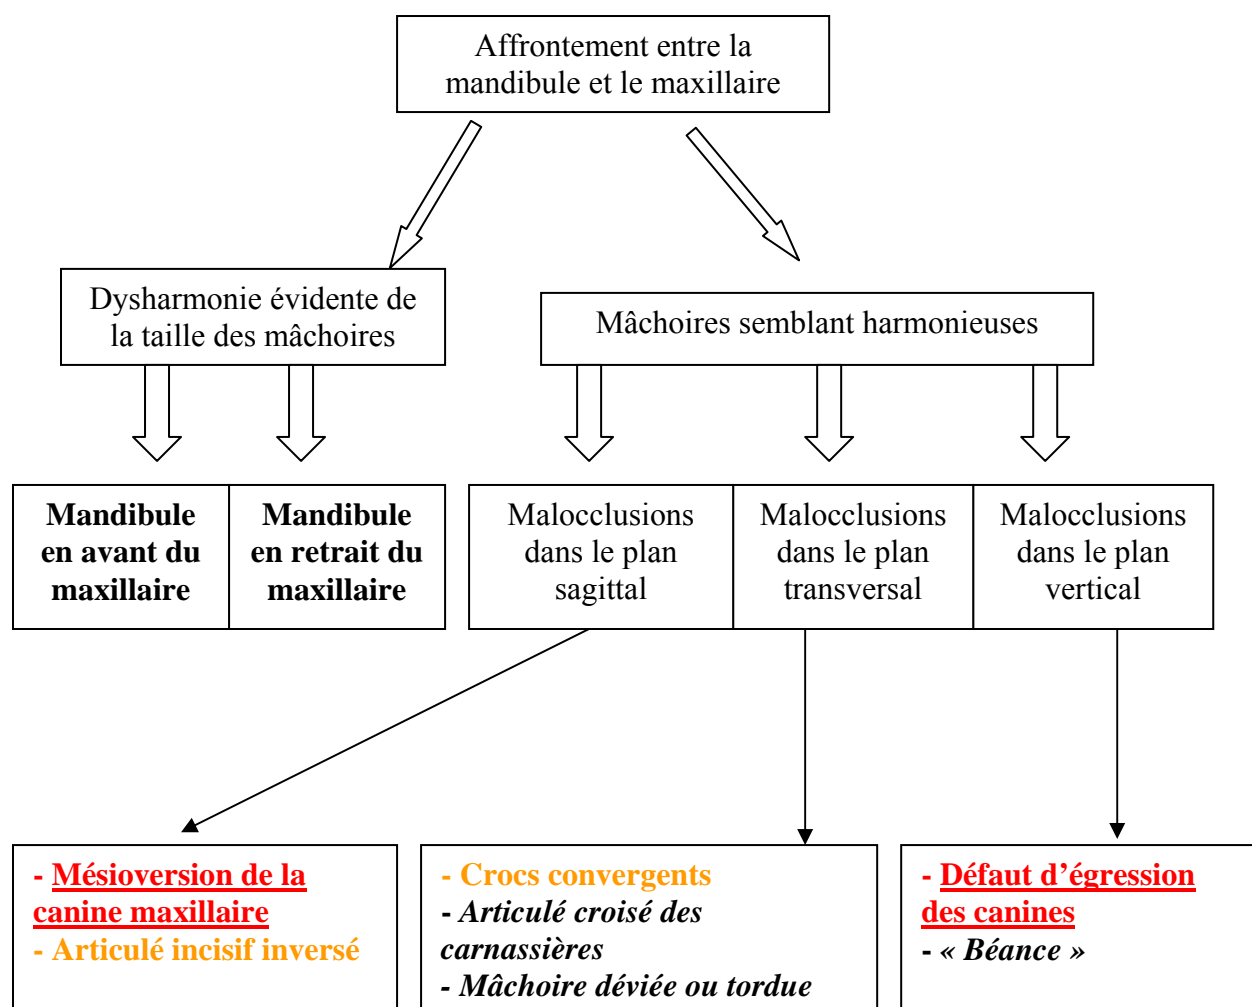 Affrontement entre la
mandibule et le maxillaire
Dysharmonie évidente de
la taille des mâchoires
Mâchoires semblant harmonieuses
Mandibule
en avant du
maxillaire
Mandibule
en retrait du
maxillaire
Malocclusions
dans le plan
sagittal
Malocclusions
dans le plan
transversal
Malocclusions
dans le plan
vertical
- Mésioversion de la
canine maxillaire
- Articulé incisif inversé
- Crocs convergents
- Articulé croisé des
carnassières
- Mâchoire déviée ou tordue
- Défaut d’égression
des canines
- « Béance »